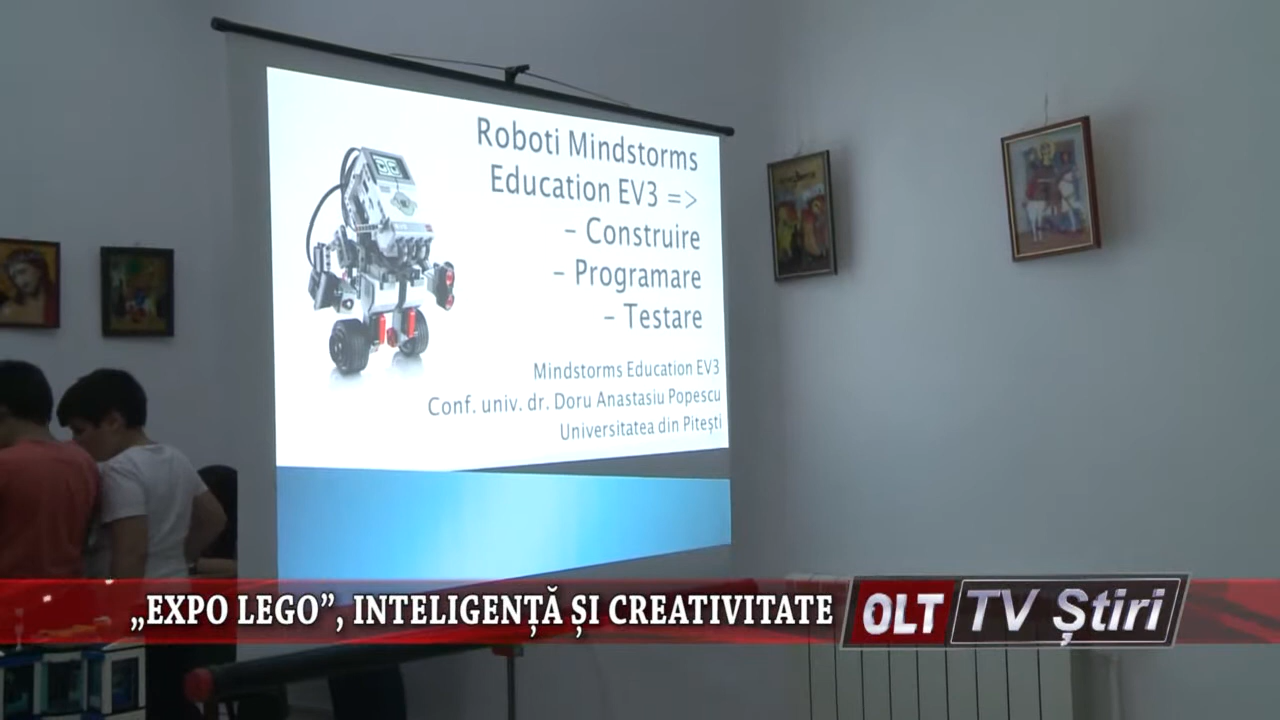 Roboti Mindstorms
Education EV3 =>
– Construire
– Programare
– Testare
Mindstorms Education EV3
Conf. univ. dr. Doru Anastasiu Popescu
Universitatea din Pitești
„EXPO LEGO”, INTELIGENȚĂ ȘI CREATIVITATE
OLT TV Știri